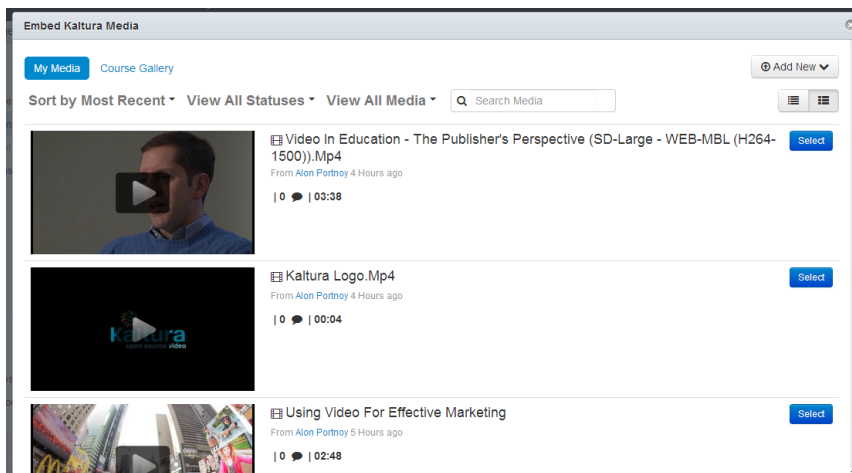 Embed Kaltura Media
My Media Course Gallery Add New
Sort by Most Recent View All Statuses View All Media Search Media
Video In Education - The Publisher's Perspective (SD-Large - WEB-MBL (H264-
1500)).Mp4
Select
From Alon Portnoy 4 Hours ago
| 0 | 03:38
Kaltura Logo.Mp4
Select
From Alon Portnoy 4 Hours ago
| 0 | 00:04
Kaltura
open source video
Using Video For Effective Marketing
Select
From Alon Portnoy 5 Hours ago
| 0 | 02:48